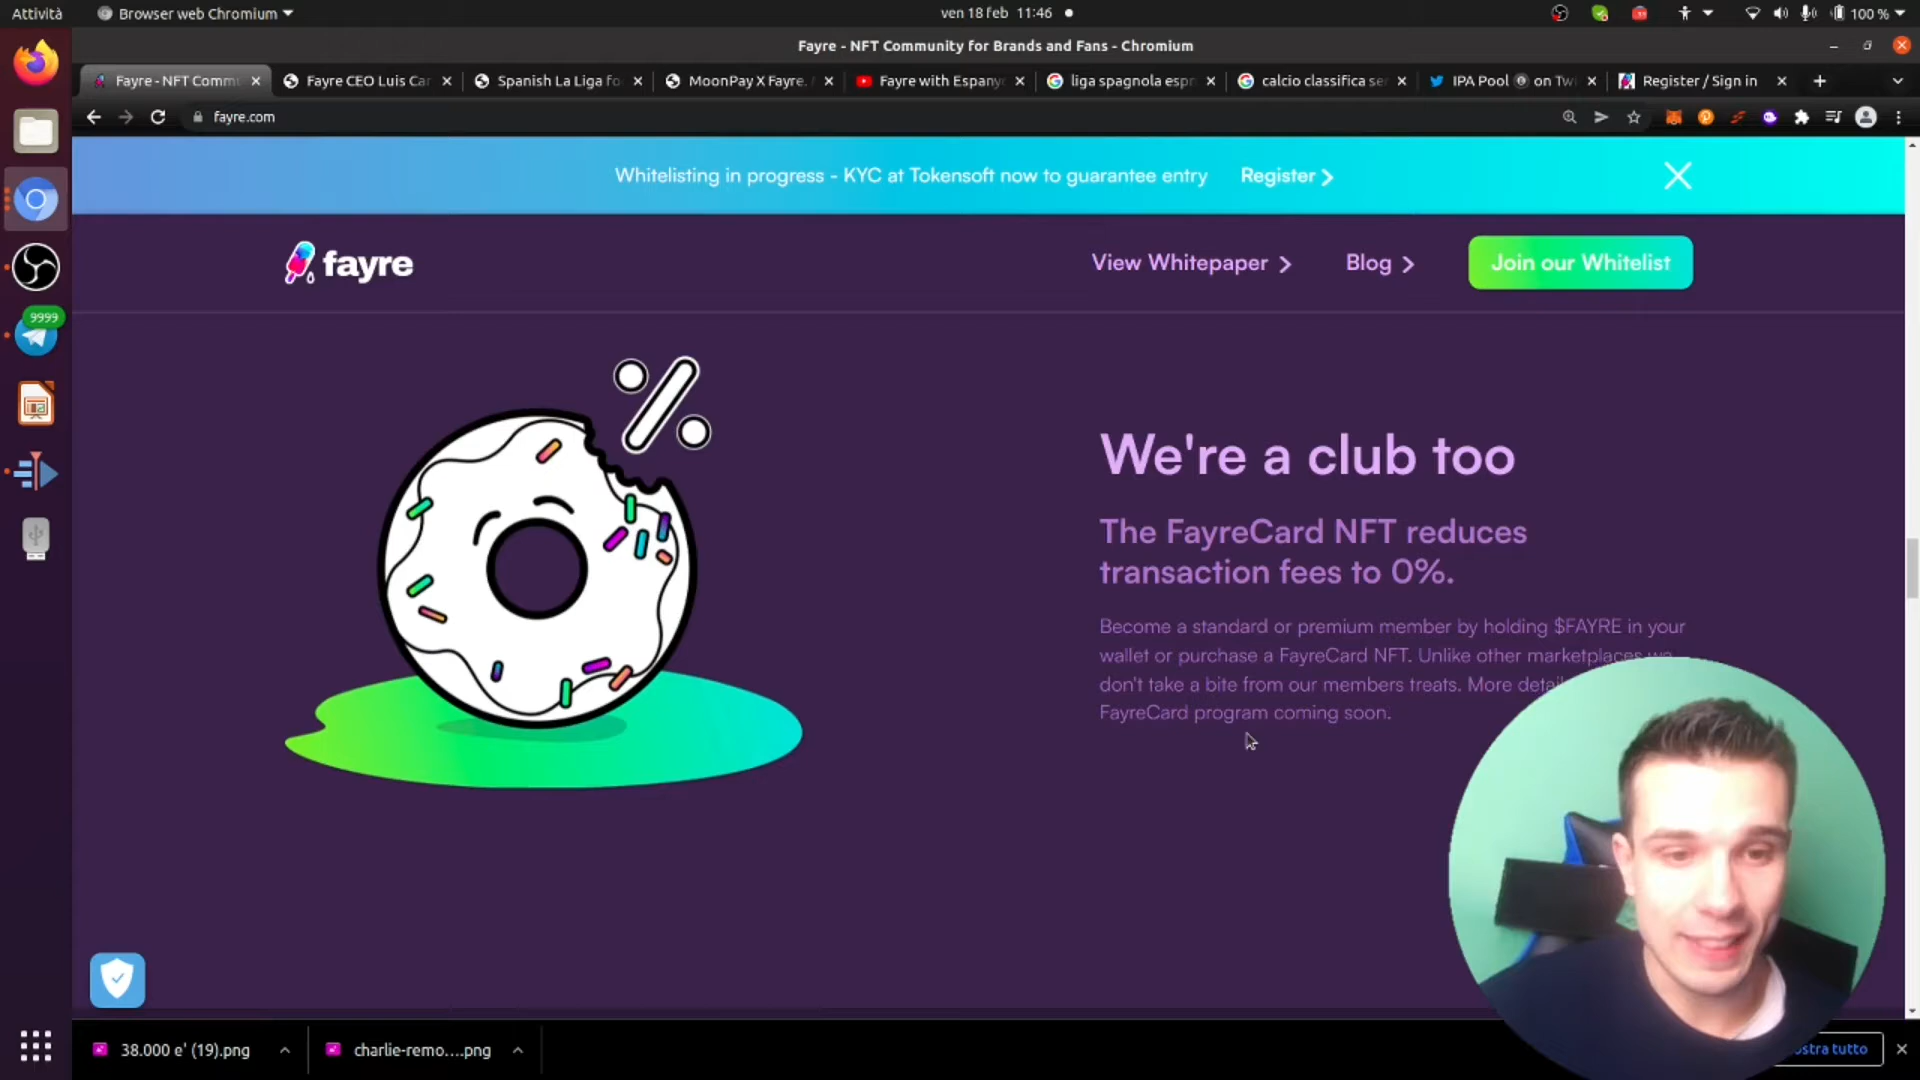 Attività
Browser web Chromium
ven 18 feb 11:46
100 %
Fayre - NFT Community for Brands and Fans - Chromium
Fayre - NFT Commu
Fayre CEO Luis Car
Spanish La Liga fo
MoonPay X Fayre.
Fayre with Espany
liga spagnola espn
calcio classifica se
IPA Pool on Tw
Register / Sign in
fayre.com
Whitelisting in progress - KYC at Tokensoft now to guarantee entry
Register
fayre
View Whitepaper
Blog
Join our Whitelist
9999
%
We're a club too
The FayreCard NFT reduces
transaction fees to 0%.
Become a standard or premium member by holding $FAYRE in your
wallet or purchase a FayreCard NFT. Unlike other marketplaces we
don't take a bite from our members treats. More detai
FayreCard program coming soon.
38.000 e' (19).png
charlie-remo....png
ostra tutto